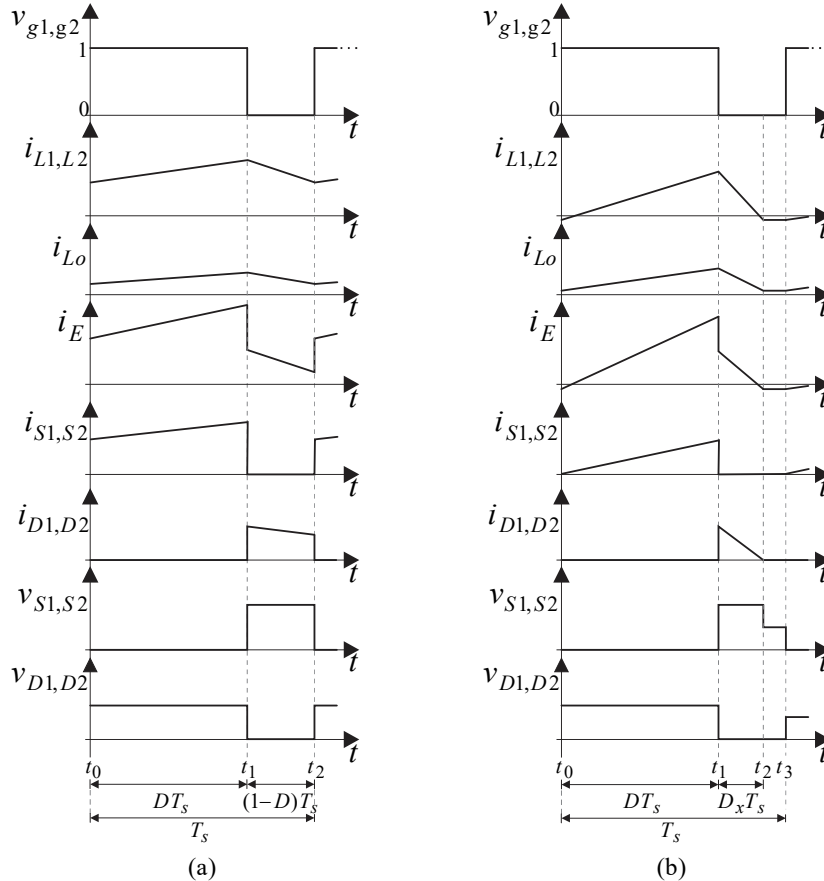 v_{g1,g2}
1
0
t
i_{L1,L2}
t
i_{Lo}
t
i_E
t
i_{S1,S2}
t
i_{D1,D2}
t
v_{S1,S2}
t
v_{D1,D2}
t
t_0 t_1 t_2
DT_s (1−D)T_s
T_s
(a)
v_{g1,g2}
1
0
t
i_{L1,L2}
t
i_{Lo}
t
i_E
t
i_{S1,S2}
t
i_{D1,D2}
t
v_{S1,S2}
t
v_{D1,D2}
t
t_0 t_1 t_2 t_3
DT_s D_xT_s
T_s
(b)